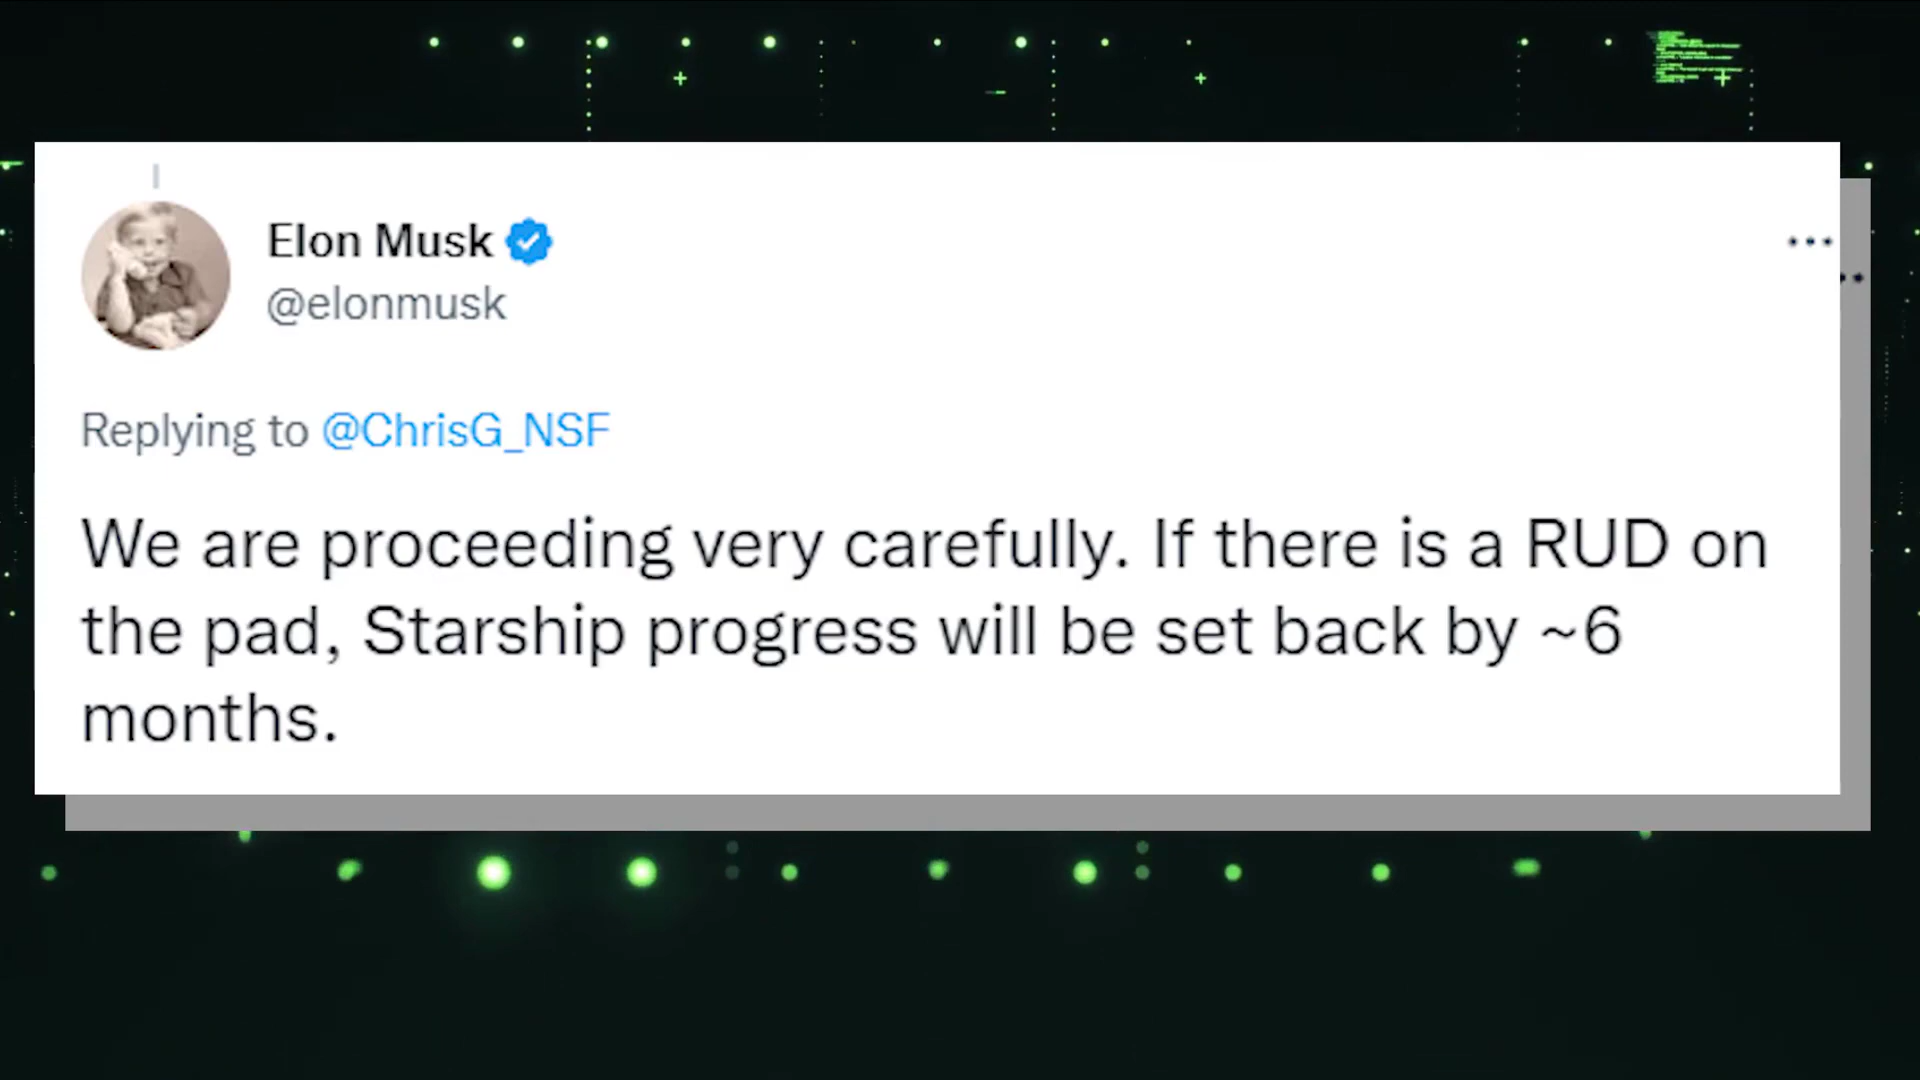 Elon Musk
@elonmusk
Replying to @ChrisG_NSF
We are proceeding very carefully. If there is a RUD on
the pad, Starship progress will be set back by ~6
months.